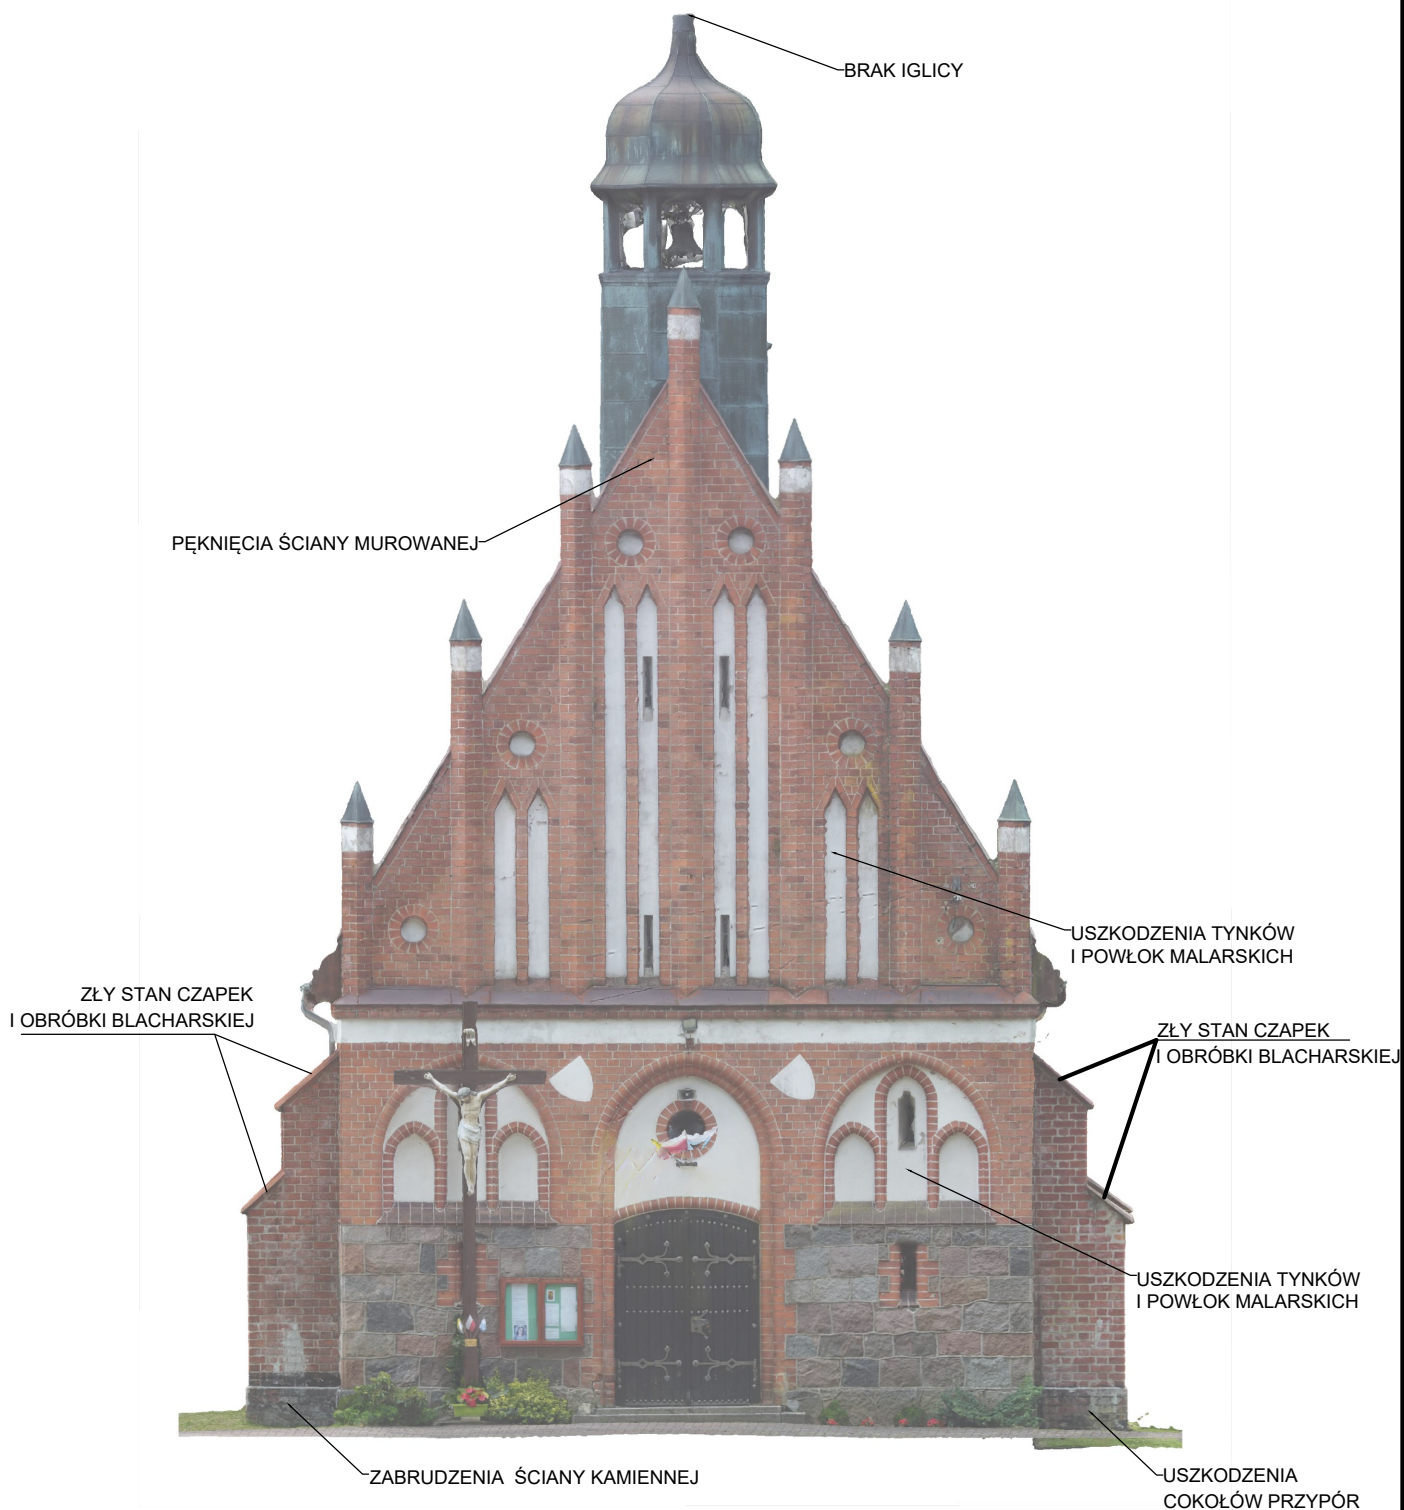 BRAK IGLICY
PĘKNIĘCIA ŚCIANY MUROWANEJ
USZKODZENIA TYNKÓW
I POWŁOK MALARSKICH
ZŁY STAN CZAPEK
I OBRÓBKI BLACHARSKIEJ
ZŁY STAN CZAPEK
I OBRÓBKI BLACHARSKIEJ
USZKODZENIA TYNKÓW
I POWŁOK MALARSKICH
ZABRUDZENIA ŚCIANY KAMIENNEJ
USZKODZENIA
COKOŁÓW PRZYPÓR